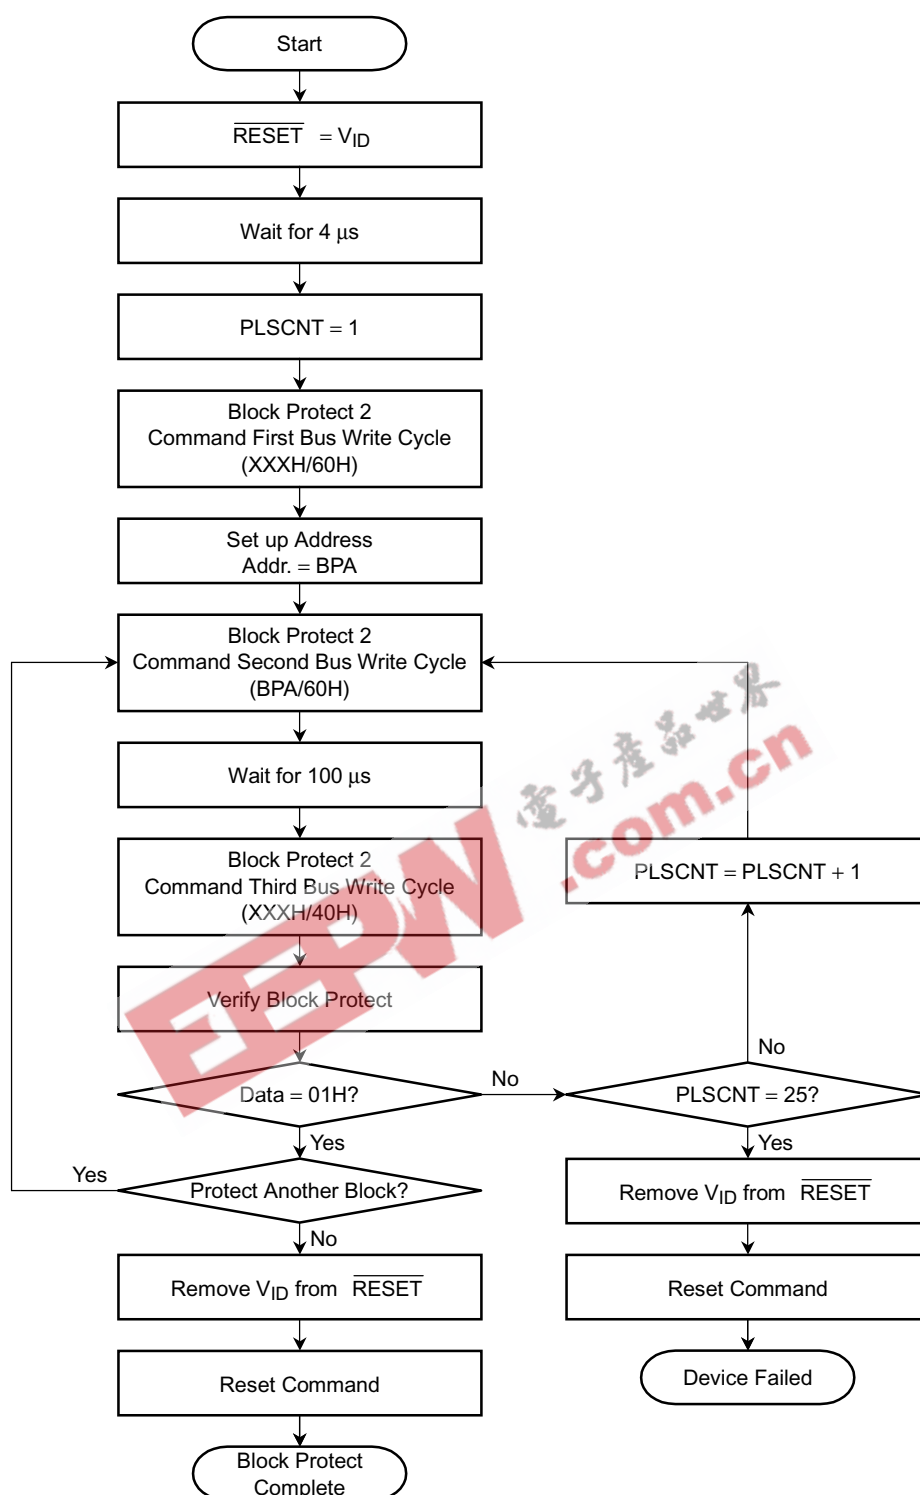 Start
RESET = VID
Wait for 4 μs
PLSCNT = 1
Block Protect 2
Command First Bus Write Cycle
(XXXH/60H)
Set up Address
Addr. = BPA
Block Protect 2
Command Second Bus Write Cycle
(BPA/60H)
Wait for 100 μs
Block Protect 2
Command Third Bus Write Cycle
(XXXH/40H)
Verify Block Protect
Data = 01H?
Yes
No
Protect Another Block?
Yes
No
Remove VID from RESET
Reset Command
Block Protect
Complete
PLSCNT = PLSCNT + 1
No
PLSCNT = 25?
Yes
Remove VID from RESET
Reset Command
Device Failed
EEPW.com.cn
電子產品世界